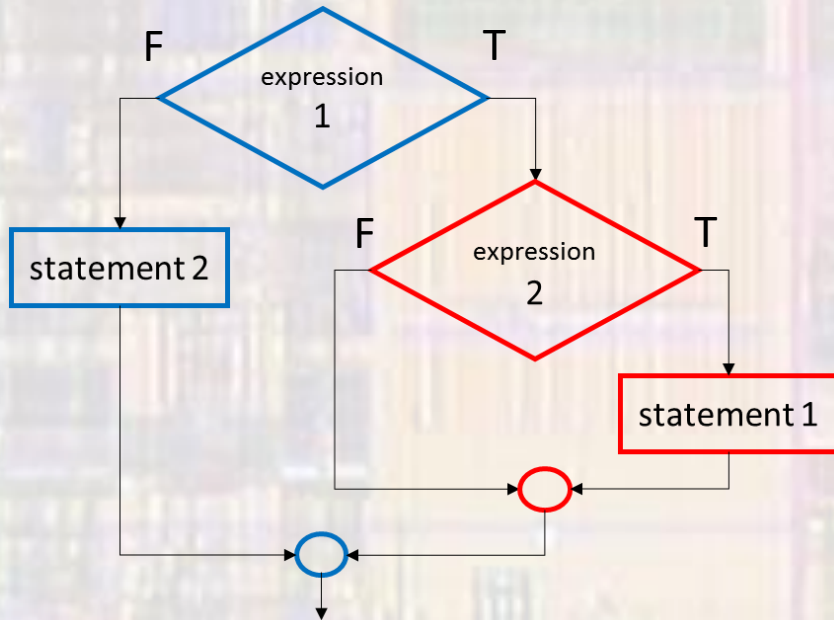 F
T
expression
1
statement 2
F
T
expression
2
statement 1